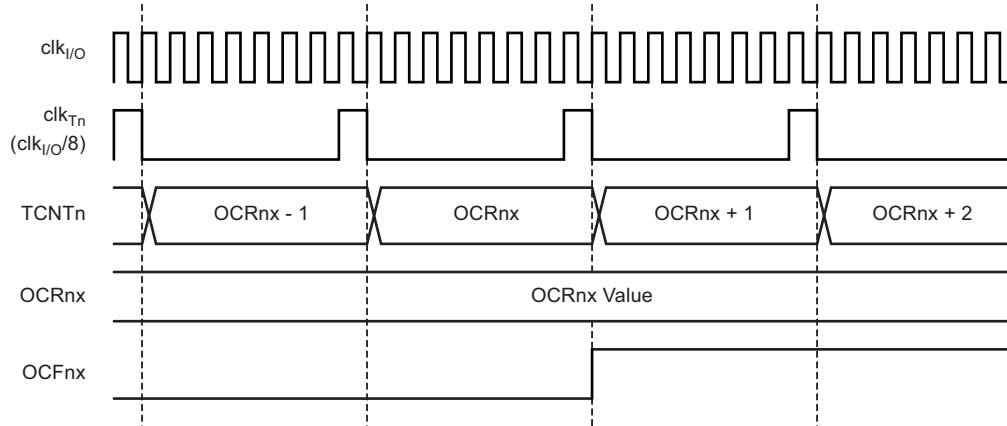 clkI/O
clkTn
(clkI/O/8)
TCNTn
OCRnx - 1
OCRnx
OCRnx + 1
OCRnx + 2
OCRnx
OCRnx Value
OCFnx